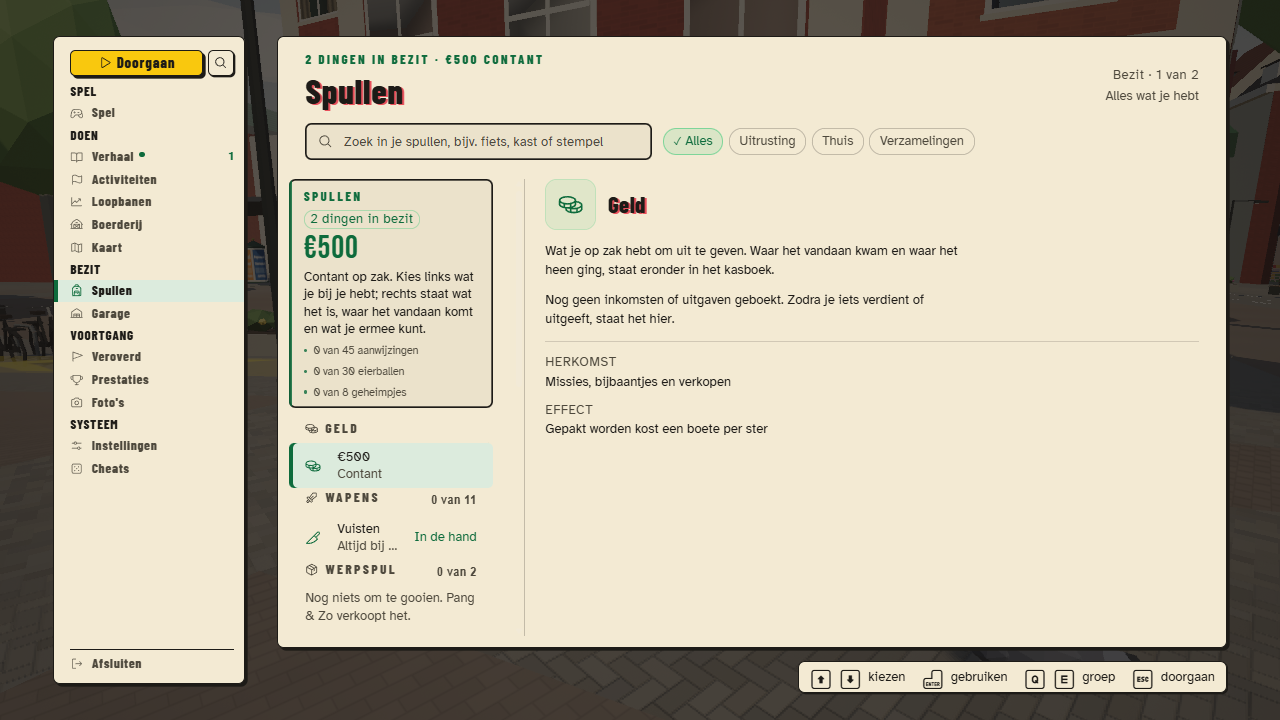 Doorgaan
SPEL
Spel
DOEN
Verhaal
1
Activiteiten
Loopbanen
Boerderij
Kaart
BEZIT
Spullen
Garage
VOORTGANG
Veroverd
Prestaties
Foto's
SYSTEEM
Instellingen
Cheats
Afsluiten
2 DINGEN IN BEZIT · €500 CONTANT
Spullen
Bezit · 1 van 2
Alles wat je hebt
Zoek in je spullen, bijv. fiets, kast of stempel
✓ Alles
Uitrusting
Thuis
Verzamelingen
SPULLEN
2 dingen in bezit
€500
Contant op zak. Kies links wat
je bij je hebt; rechts staat wat
het is, waar het vandaan komt
en wat je ermee kunt.
• 0 van 45 aanwijzingen
• 0 van 30 eierballen
• 0 van 8 geheimpjes
GELD
€500
Contant
WAPENS
0 van 11
Vuisten
Altijd bij ...
In de hand
WERPSPUL
0 van 2
Nog niets om te gooien. Pang
& Zo verkoopt het.
Geld
Wat je op zak hebt om uit te geven. Waar het vandaan kwam en waar het
heen ging, staat eronder in het kasboek.
Nog geen inkomsten of uitgaven geboekt. Zodra je iets verdient of
uitgeeft, staat het hier.
HERKOMST
Missies, bijbaantjes en verkopen
EFFECT
Gepakt worden kost een boete per ster
kiezen
ENTER gebruiken
Q E groep
ESC doorgaan